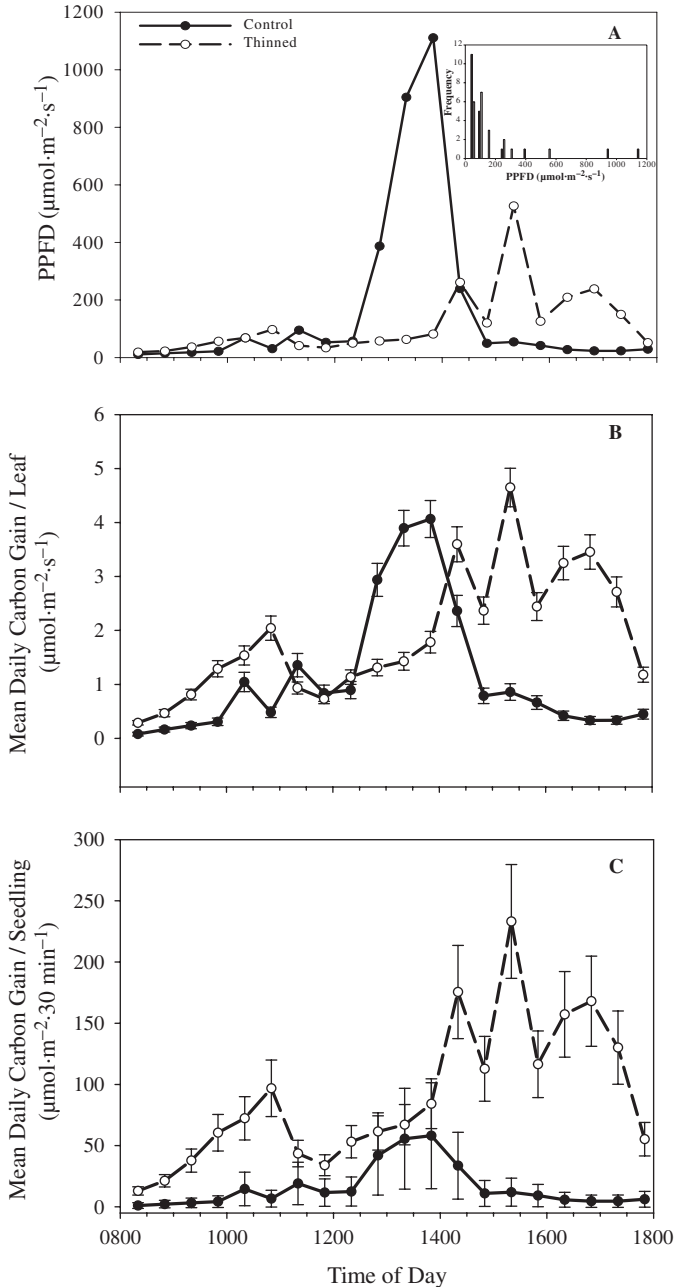 1200
1000
800
600
400
200
0
PPFD (µmol·m−2·s−1)
Control
Thinned
A
12
10
8
6
4
2
0
Frequency
0 200 400 600 800 1000 1200
PPFD (µmol·m−2·s−1)
6
5
4
3
2
1
0
Mean Daily Carbon Gain / Leaf
(µmol·m−2·s−1)
B
300
250
200
150
100
50
0
Mean Daily Carbon Gain / Seedling
(µmol·m−2·30 min−1)
C
0800 1000 1200 1400 1600 1800
Time of Day